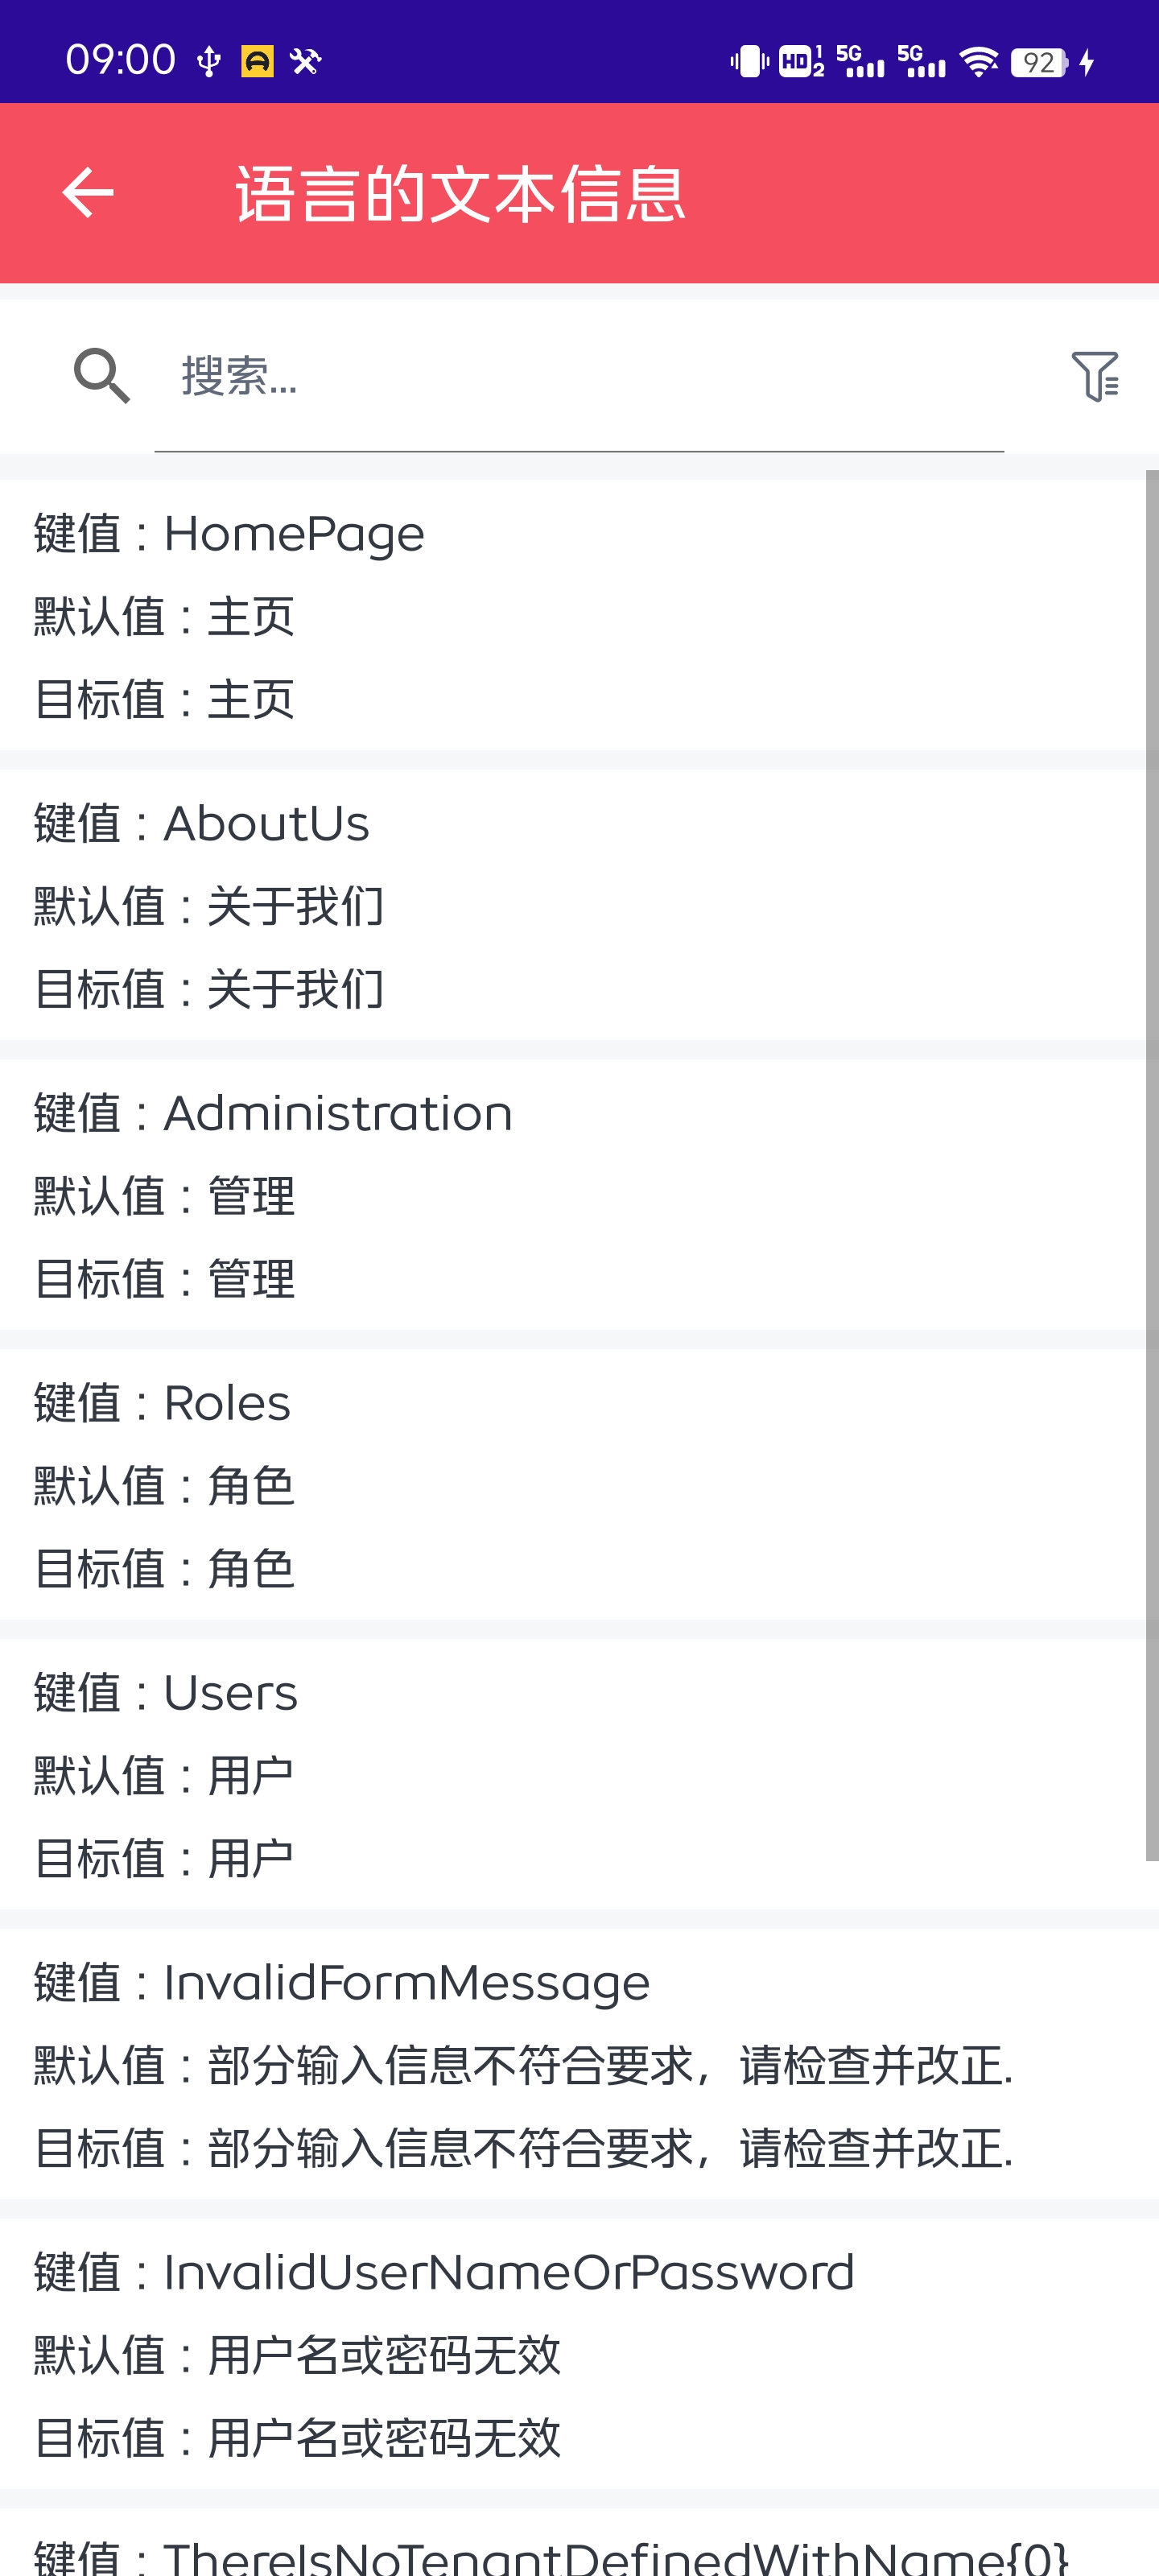 09:00
HD 1 2 5G 5G 92
语言的文本信息
搜索...
键值 : HomePage
默认值 : 主页
目标值 : 主页
键值 : AboutUs
默认值 : 关于我们
目标值 : 关于我们
键值 : Administration
默认值 : 管理
目标值 : 管理
键值 : Roles
默认值 : 角色
目标值 : 角色
键值 : Users
默认值 : 用户
目标值 : 用户
键值 : InvalidFormMessage
默认值 : 部分输入信息不符合要求，请检查并改正.
目标值 : 部分输入信息不符合要求，请检查并改正.
键值 : InvalidUserNameOrPassword
默认值 : 用户名或密码无效
目标值 : 用户名或密码无效
键值 : ThereIsNoTenantDefinedWithName{0}